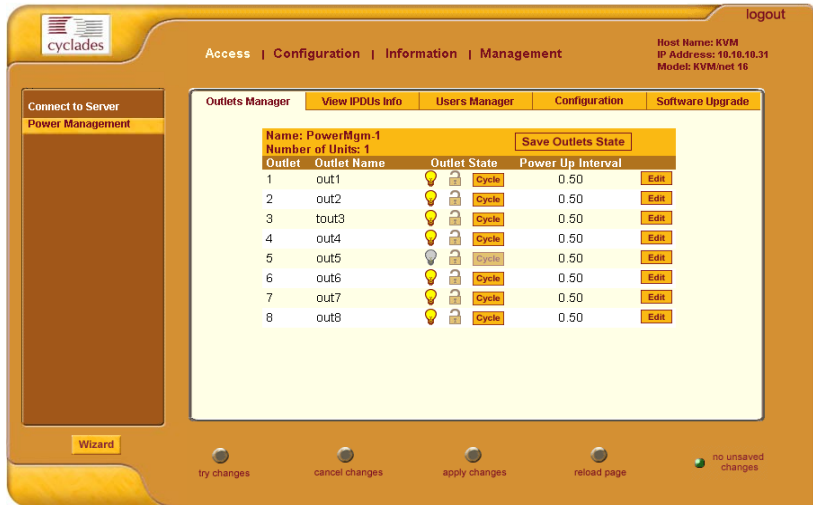 logout
cyclades
Access | Configuration | Information | Management
Host Name: KVM
IP Address: 10.10.10.31
Model: KVM/net 16
Connect to Server
Power Management
Outlets Manager View IPDUs Info Users Manager Configuration Software Upgrade
Name: PowerMgm-1
Number of Units: 1
Save Outlets State
Outlet Outlet Name Outlet State Power Up Interval
1 out1 Cycle 0.50 Edit
2 out2 Cycle 0.50 Edit
3 tout3 Cycle 0.50 Edit
4 out4 Cycle 0.50 Edit
5 out5 Cycle 0.50 Edit
6 out6 Cycle 0.50 Edit
7 out7 Cycle 0.50 Edit
8 out8 Cycle 0.50 Edit
Wizard
try changes cancel changes apply changes reload page no unsaved
changes